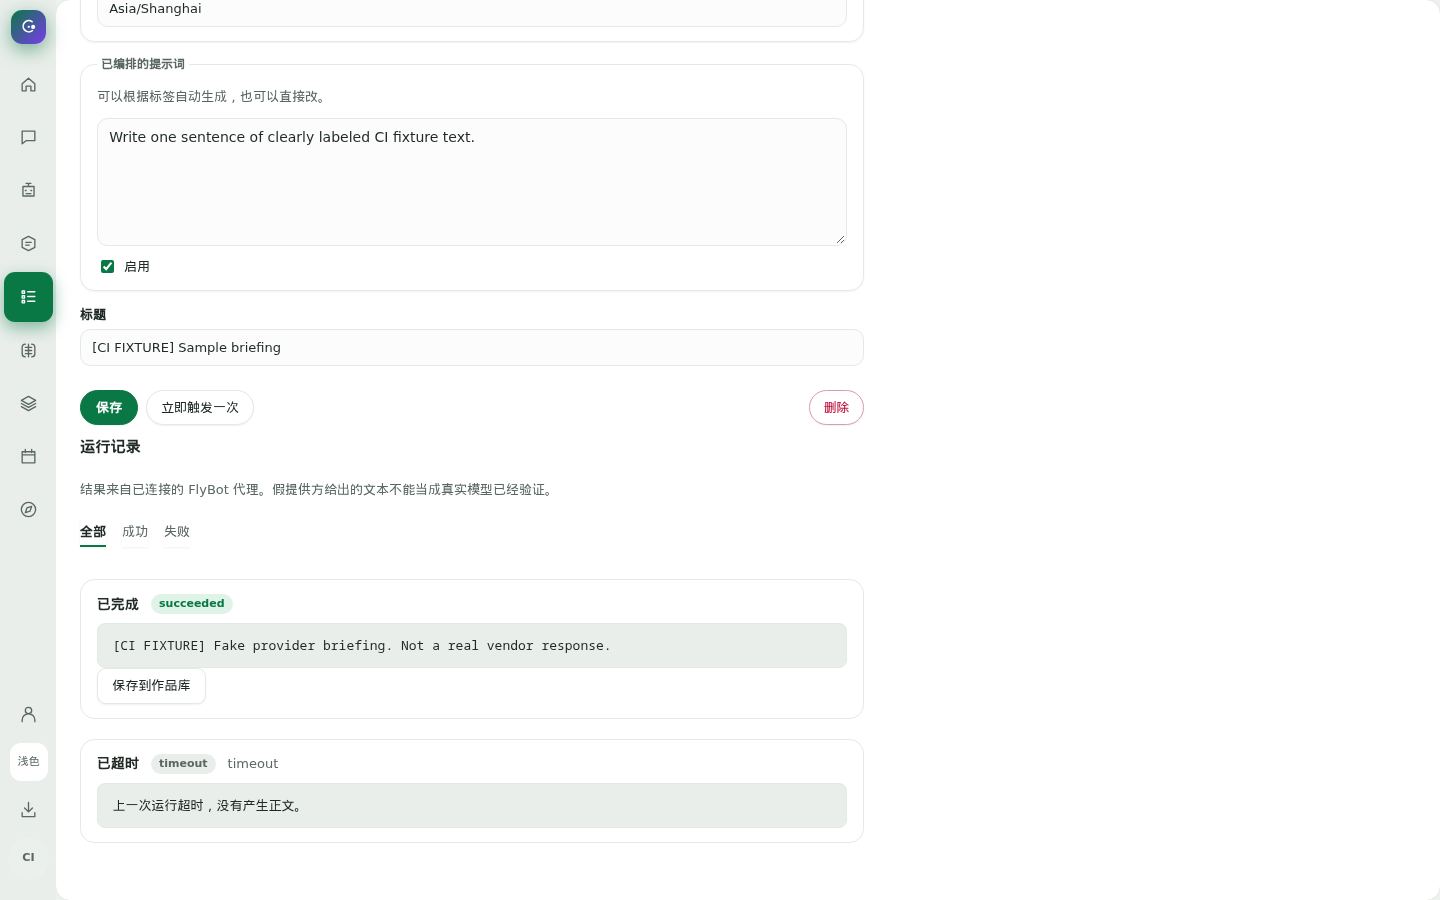 Asia/Shanghai
已编排的提示词
可以根据标签自动生成，也可以直接改。
Write one sentence of clearly labeled CI fixture text.
启用
标题
[CI FIXTURE] Sample briefing
保存
立即触发一次
删除
运行记录
结果来自已连接的 FlyBot 代理。假提供方给出的文本不能当成真实模型已经验证。
全部
成功
失败
已完成
succeeded
[CI FIXTURE] Fake provider briefing. Not a real vendor response.
保存到作品库
已超时
timeout
timeout
上一次运行超时，没有产生正文。
浅色
CI